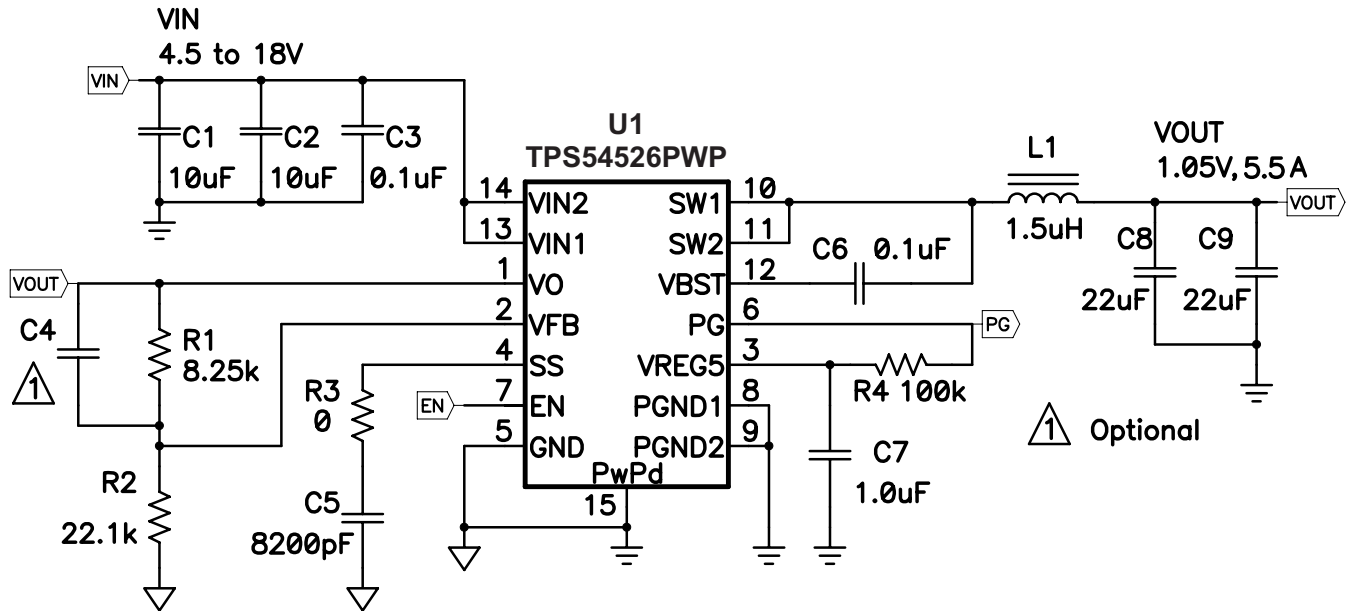 VIN
4.5 to 18V
VIN
C1
10uF
C2
10uF
C3
0.1uF
U1
TPS54526PWP
14
VIN2
13
VIN1
1
VO
2
VFB
4
SS
7
EN
5
GND
SW1
10
SW2
11
VBST
12
PG
6
VREG5
3
PGND1
8
PGND2
9
PwPd
15
VOUT
C4
1
R1
8.25k
R2
22.1k
R3
0
C5
8200pF
EN
C6
0.1uF
L1
1.5uH
VOUT
1.05V, 5.5A
VOUT
C8
22uF
C9
22uF
PG
R4 100k
C7
1.0uF
1 Optional